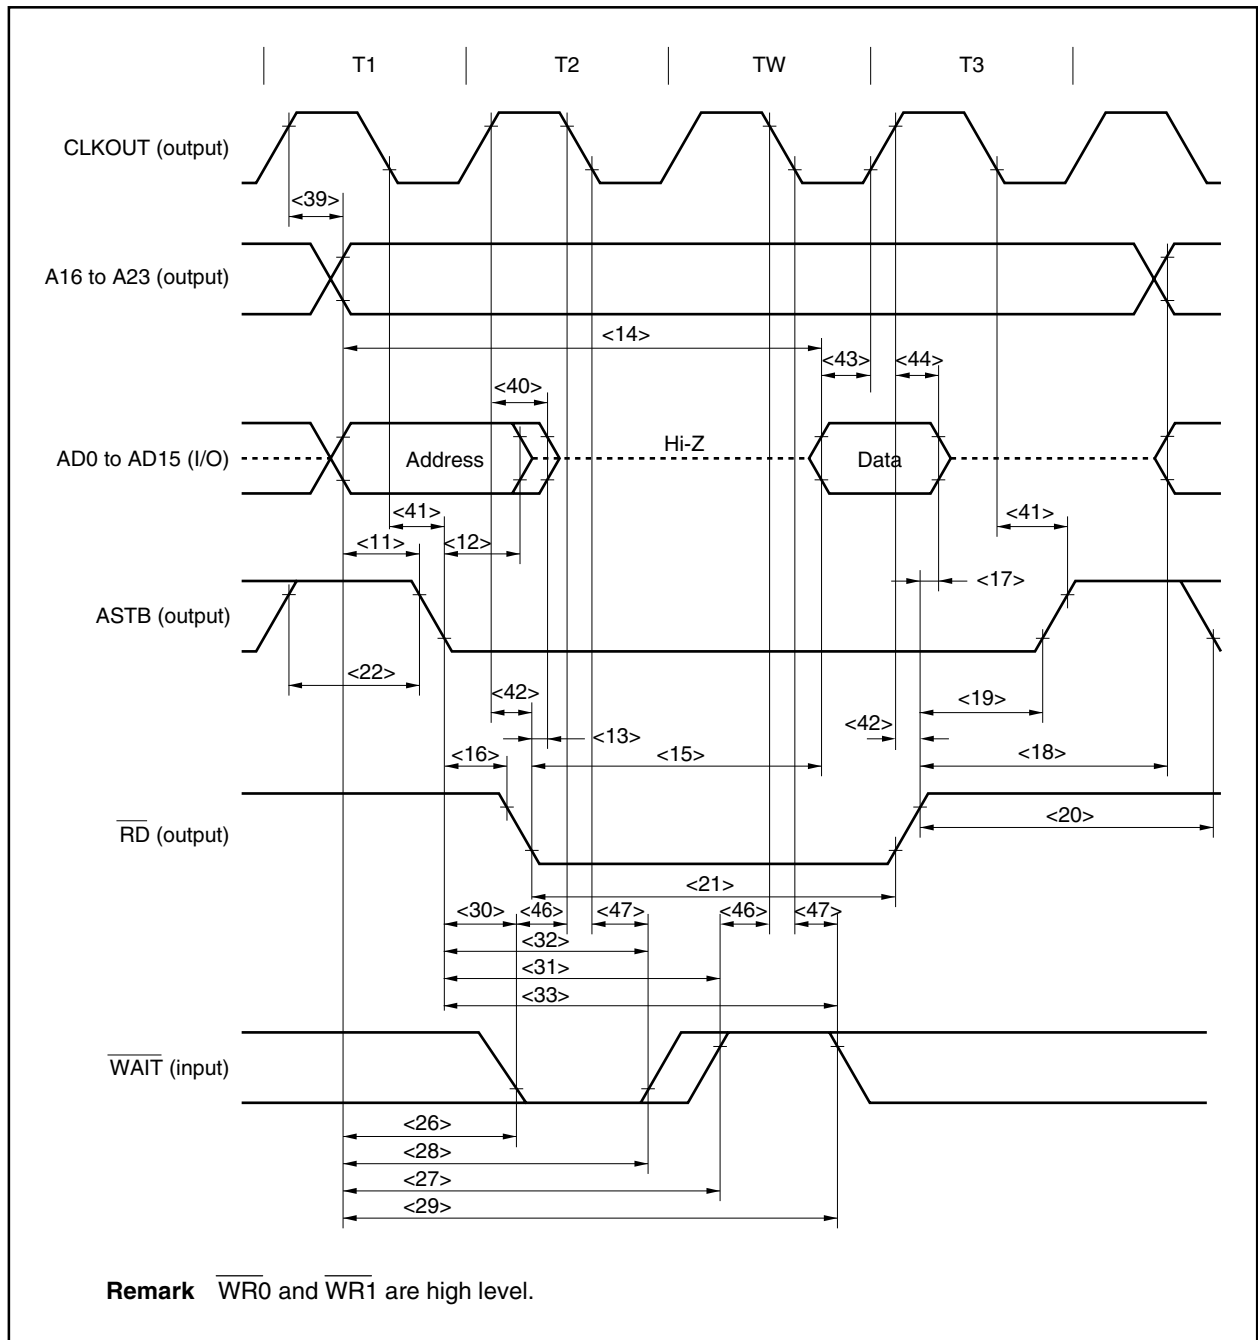 T1 T2 TW T3
CLKOUT (output)
<39>
A16 to A23 (output)
<14>
<43> <44>
<40>
AD0 to AD15 (I/O) Address Hi-Z Data
<41> <41>
<11> <12>
<17>
ASTB (output)
<22> <42> <19>
<42>
<13>
<16> <15> <18>
RD (output) <20>
<21>
<30> <46> <47> <46> <47>
<32>
<31>
<33>
WAIT (input)
<26>
<28>
<27>
<29>
Remark WR0 and WR1 are high level.